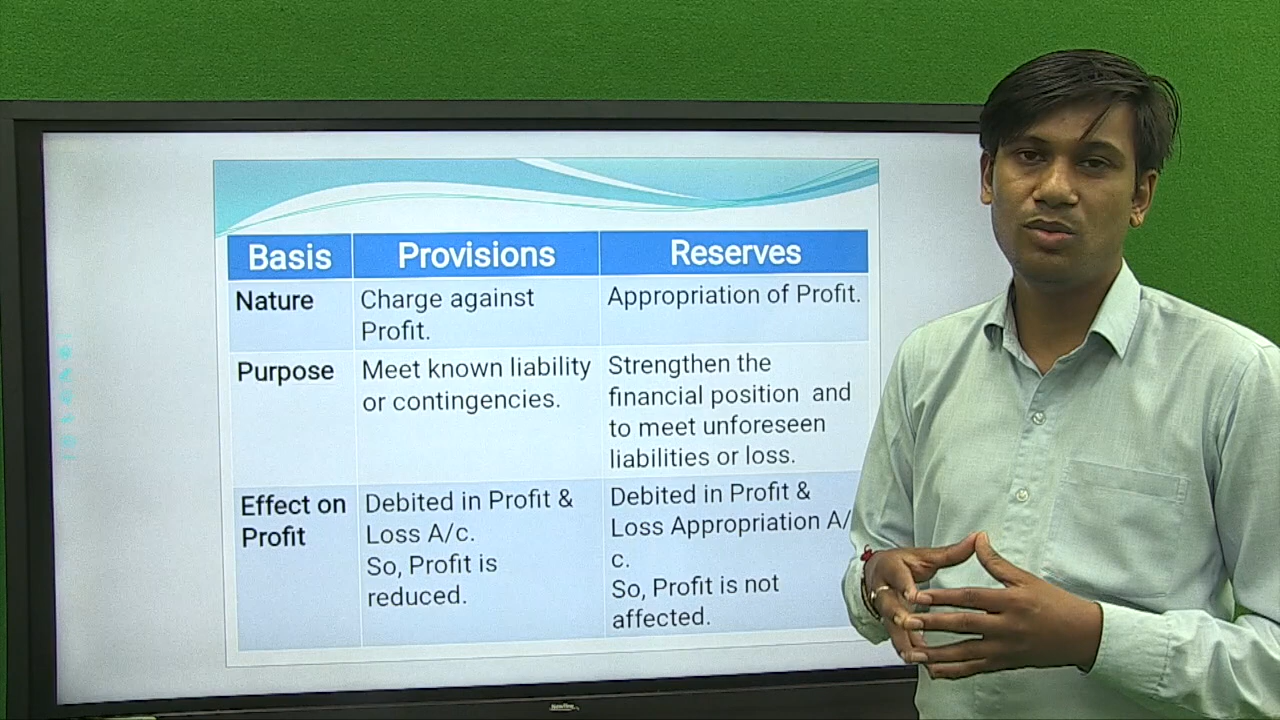 Basis
Provisions
Reserves
Nature
Charge against
Profit.
Appropriation of Profit.
Purpose
Meet known liability
or contingencies.
Strengthen the
financial position and
to meet unforeseen
liabilities or loss.
Effect on
Profit
Debited in Profit &
Loss A/c.
So, Profit is
reduced.
Debited in Profit &
Loss Appropriation A/
c.
So, Profit is not
affected.